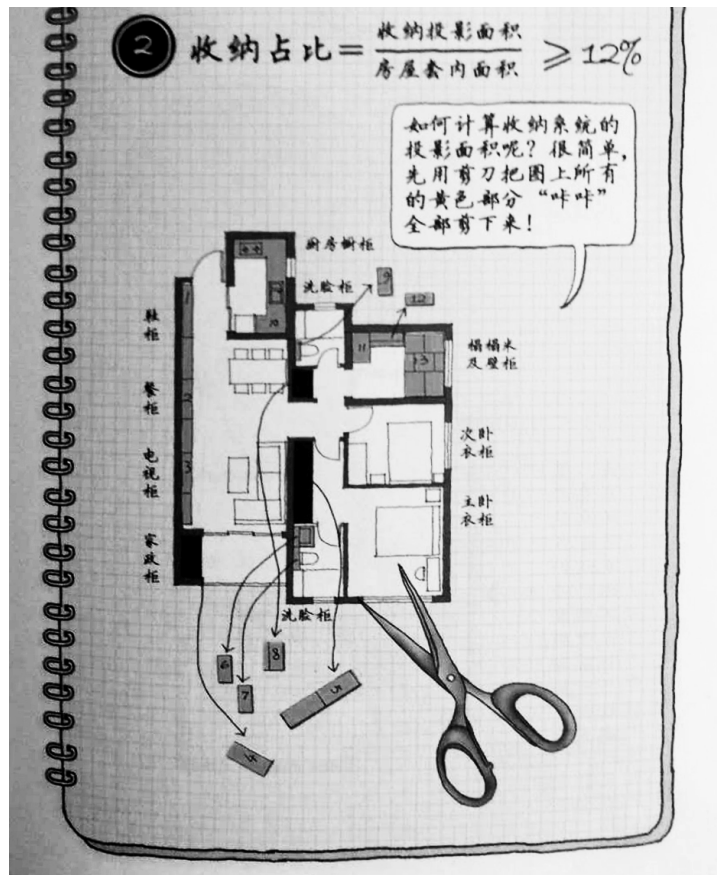 2 收纳占比=收纳投影面积/房屋套内面积≥12%
如何计算收纳系统的
投影面积呢?很简单,
先用剪刀把图上所有
的黄色部分“咔咔”
全部剪下来!
厨房橱柜
洗脸柜
9
12
鞋柜
1
10
11
13
榻榻米
及壁柜
餐柜
2
次卧
衣柜
电视柜
3
主卧
衣柜
家政柜
洗脸柜
6
7
8
5
4